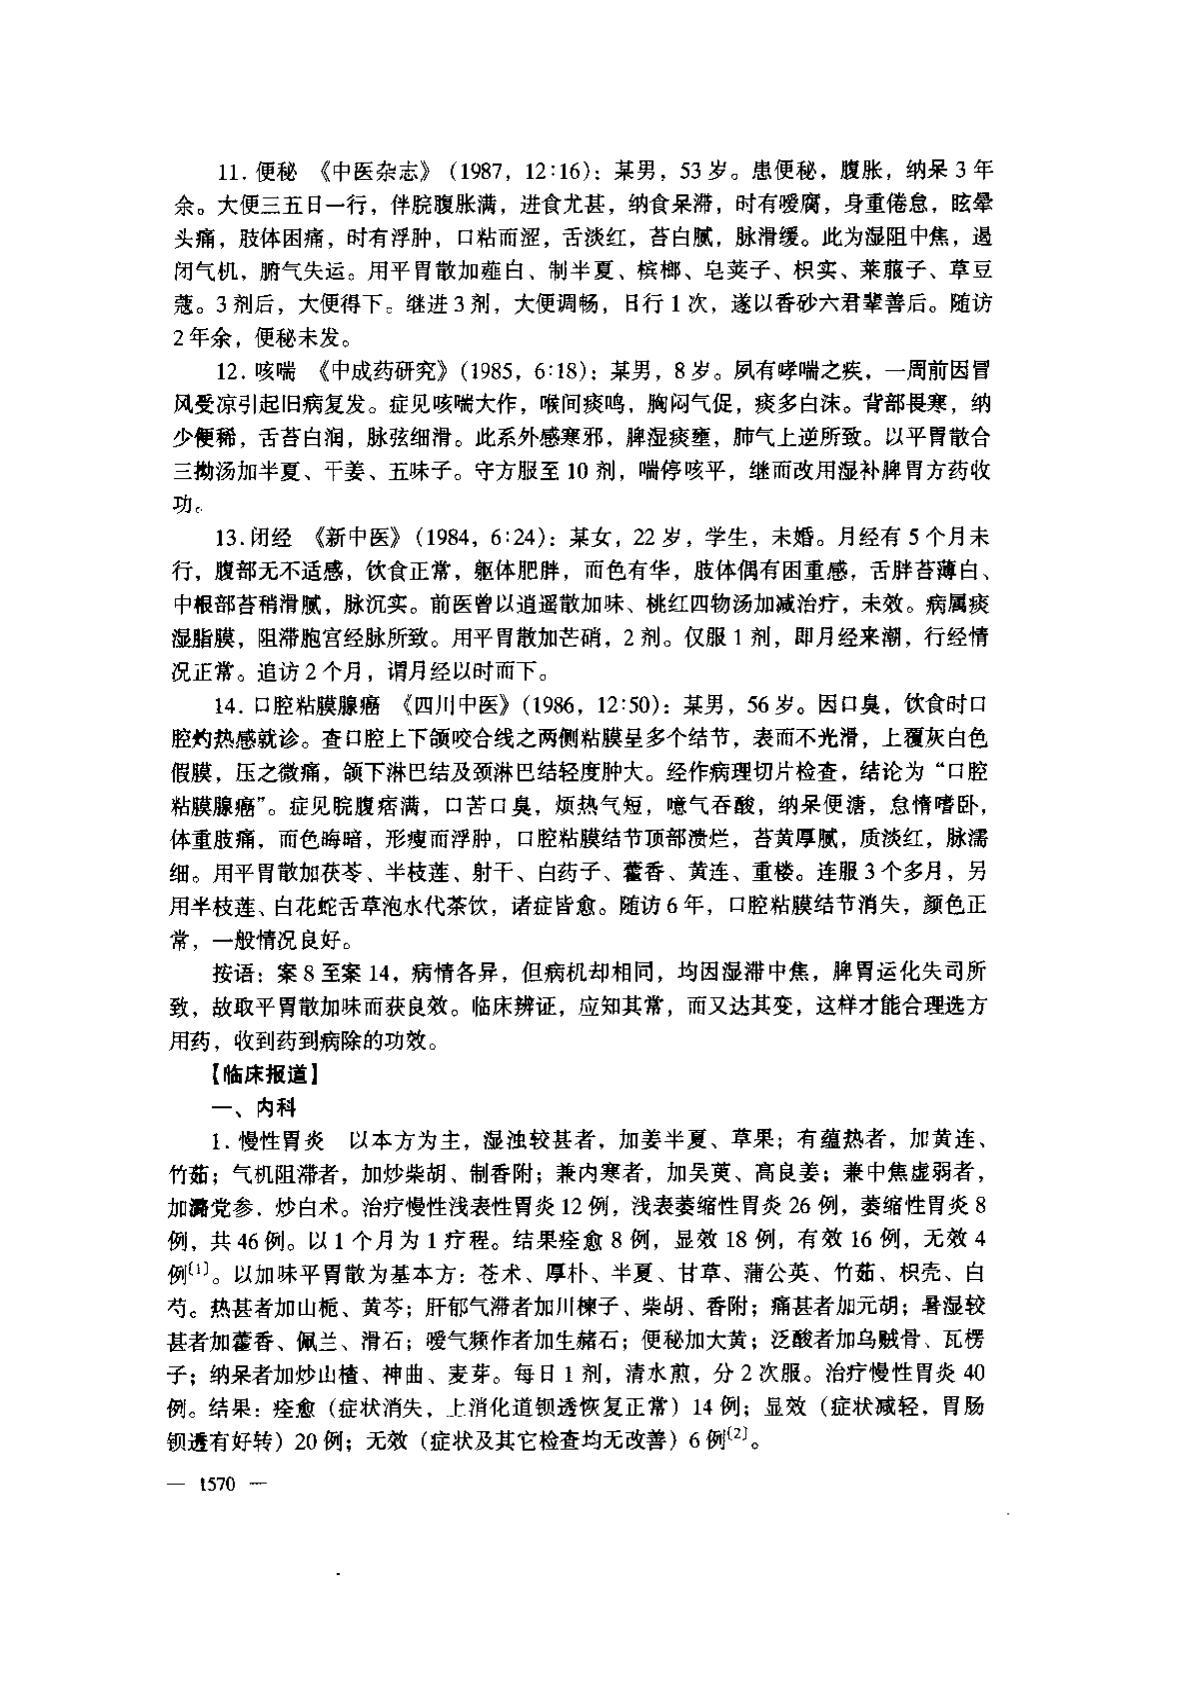 11. 便秘 《中医杂志》(1987，12∶16)：某男，53 岁。患便秘，腹胀，纳呆 3 年
余。大便三五日一行，伴脘腹胀满，进食尤甚，纳食呆滞，时有嗳腐，身重倦怠，眩晕
头痛，肢体困痛，时有浮肿，口粘而涩，舌淡红，苔白腻，脉滑缓。此为湿阻中焦，遏
闭气机，腑气失运。用平胃散加薤白、制半夏、槟榔、皂荚子、枳实、莱菔子、草豆
蔻。3 剂后，大便得下。继进 3 剂，大便调畅，日行 1 次，遂以香砂六君辈善后。随访
2 年余，便秘未发。
12. 咳喘 《中成药研究》(1985，6∶18)：某男，8 岁。夙有哮喘之疾，一周前因冒
风受凉引起旧病复发。症见咳喘大作，喉间痰鸣，胸闷气促，痰多白沫。背部畏寒，纳
少便稀，舌苔白润，脉弦细滑。此系外感寒邪，脾湿痰壅，肺气上逆所致。以平胃散合
三拗汤加半夏、干姜、五味子。守方服至 10 剂，喘停咳平，继而改用湿补脾胃方药收
功。
13. 闭经 《新中医》(1984，6∶24)：某女，22 岁，学生，未婚。月经有 5 个月未
行，腹部无不适感，饮食正常，躯体肥胖，而色有华，肢体偶有困重感，舌胖苔薄白、
中根部苔稍滑腻，脉沉实。前医曾以逍遥散加味、桃红四物汤加减治疗，未效。病属痰
湿脂膜，阻滞胞宫经脉所致。用平胃散加芒硝，2 剂。仅服 1 剂，即月经来潮，行经情
况正常。追访 2 个月，谓月经以时而下。
14. 口腔粘膜腺癌 《四川中医》(1986，12∶50)：某男，56 岁。因口臭，饮食时口
腔灼热感就诊。查口腔上下颌咬合线之两侧粘膜呈多个结节，表而不光滑，上覆灰白色
假膜，压之微痛，颌下淋巴结及颈淋巴结轻度肿大。经作病理切片检查，结论为“口腔
粘膜腺癌”。症见脘腹痞满，口苦口臭，烦热气短，噫气吞酸，纳呆便溏，怠惰嗜卧，
体重肢痛，而色晦暗，形瘦而浮肿，口腔粘膜结节顶部溃烂，苔黄厚腻，质淡红，脉濡
细。用平胃散加茯苓、半枝莲、射干、白药子、藿香、黄连、重楼。连服 3 个多月，另
用半枝莲、白花蛇舌草泡水代茶饮，诸症皆愈。随访 6 年，口腔粘膜结节消失，颜色正
常，一般情况良好。
按语：案 8 至案 14，病情各异，但病机却相同，均因湿滞中焦，脾胃运化失司所
致，故取平胃散加味而获良效。临床辨证，应知其常，而又达其变，这样才能合理选方
用药，收到药到病除的功效。
【临床报道】
一、内科
1. 慢性胃炎 以本方为主，湿浊较甚者，加姜半夏、草果；有蕴热者，加黄连、
竹茹；气机阻滞者，加炒柴胡、制香附；兼内寒者，加吴萸、高良姜；兼中焦虚弱者，
加潞党参．炒白术。治疗慢性浅表性胃炎 12 例，浅表萎缩性胃炎 26 例，萎缩性胃炎 8
例，共 46 例。以 1 个月为 1 疗程。结果痊愈 8 例，显效 18 例，有效 16 例，无效 4
例〔1〕。以加味平胃散为基本方：苍术、厚朴、半夏、甘草、蒲公英、竹茹、枳壳、白
芍。热甚者加山栀、黄芩；肝郁气滞者加川楝子、柴胡、香附；痛甚者加元胡；暑湿较
甚者加藿香、佩兰、滑石；嗳气频作者加生赭石；便秘加大黄；泛酸者加乌贼骨、瓦楞
子；纳呆者加炒山楂、神曲、麦芽。每日 1 剂，清水煎，分 2 次服。治疗慢性胃炎 40
例。结果：痊愈（症状消失，上消化道钡透恢复正常）14 例；显效（症状减轻，胃肠
钡透有好转）20 例；无效（症状及其它检查均无改善）6 例〔2〕。
— 1570 —